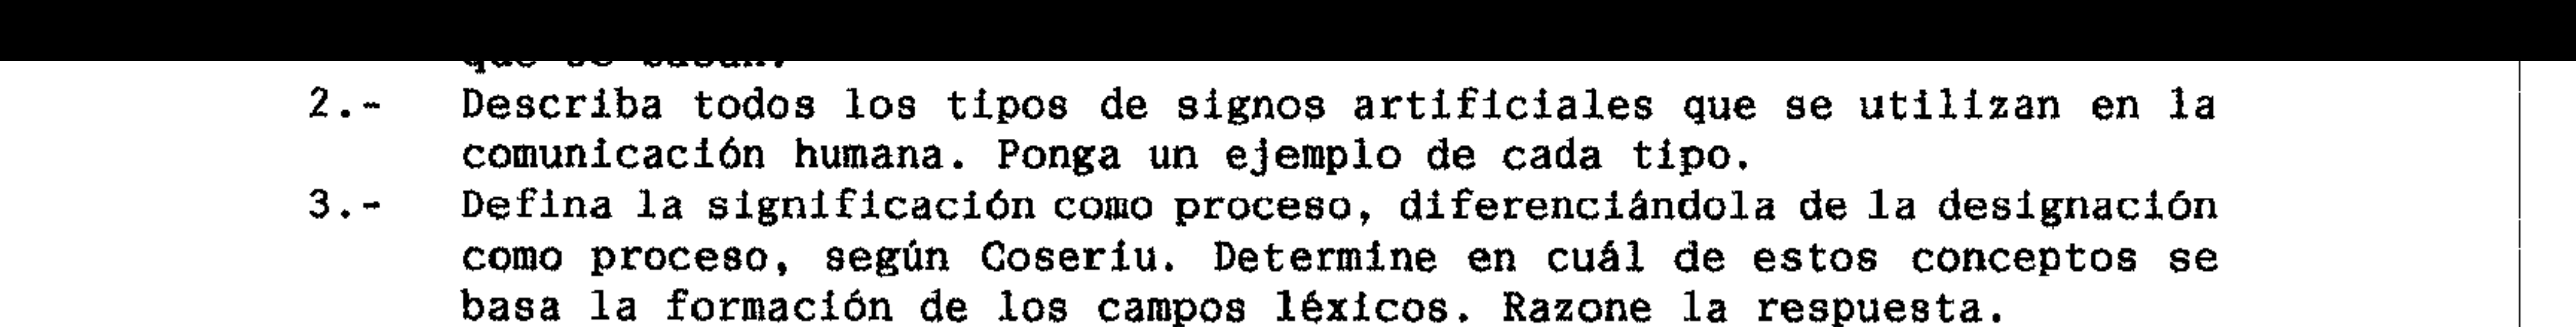 2.- Describa todos los tipos de signos artificiales que se utilizan en la
comunicación humana. Ponga un ejemplo de cada tipo.
3.- Defina la significación como proceso, diferenciándola de la designación
como proceso, según Coseriu. Determine en cuál de estos conceptos se
basa la formación de los campos léxicos. Razone la respuesta.